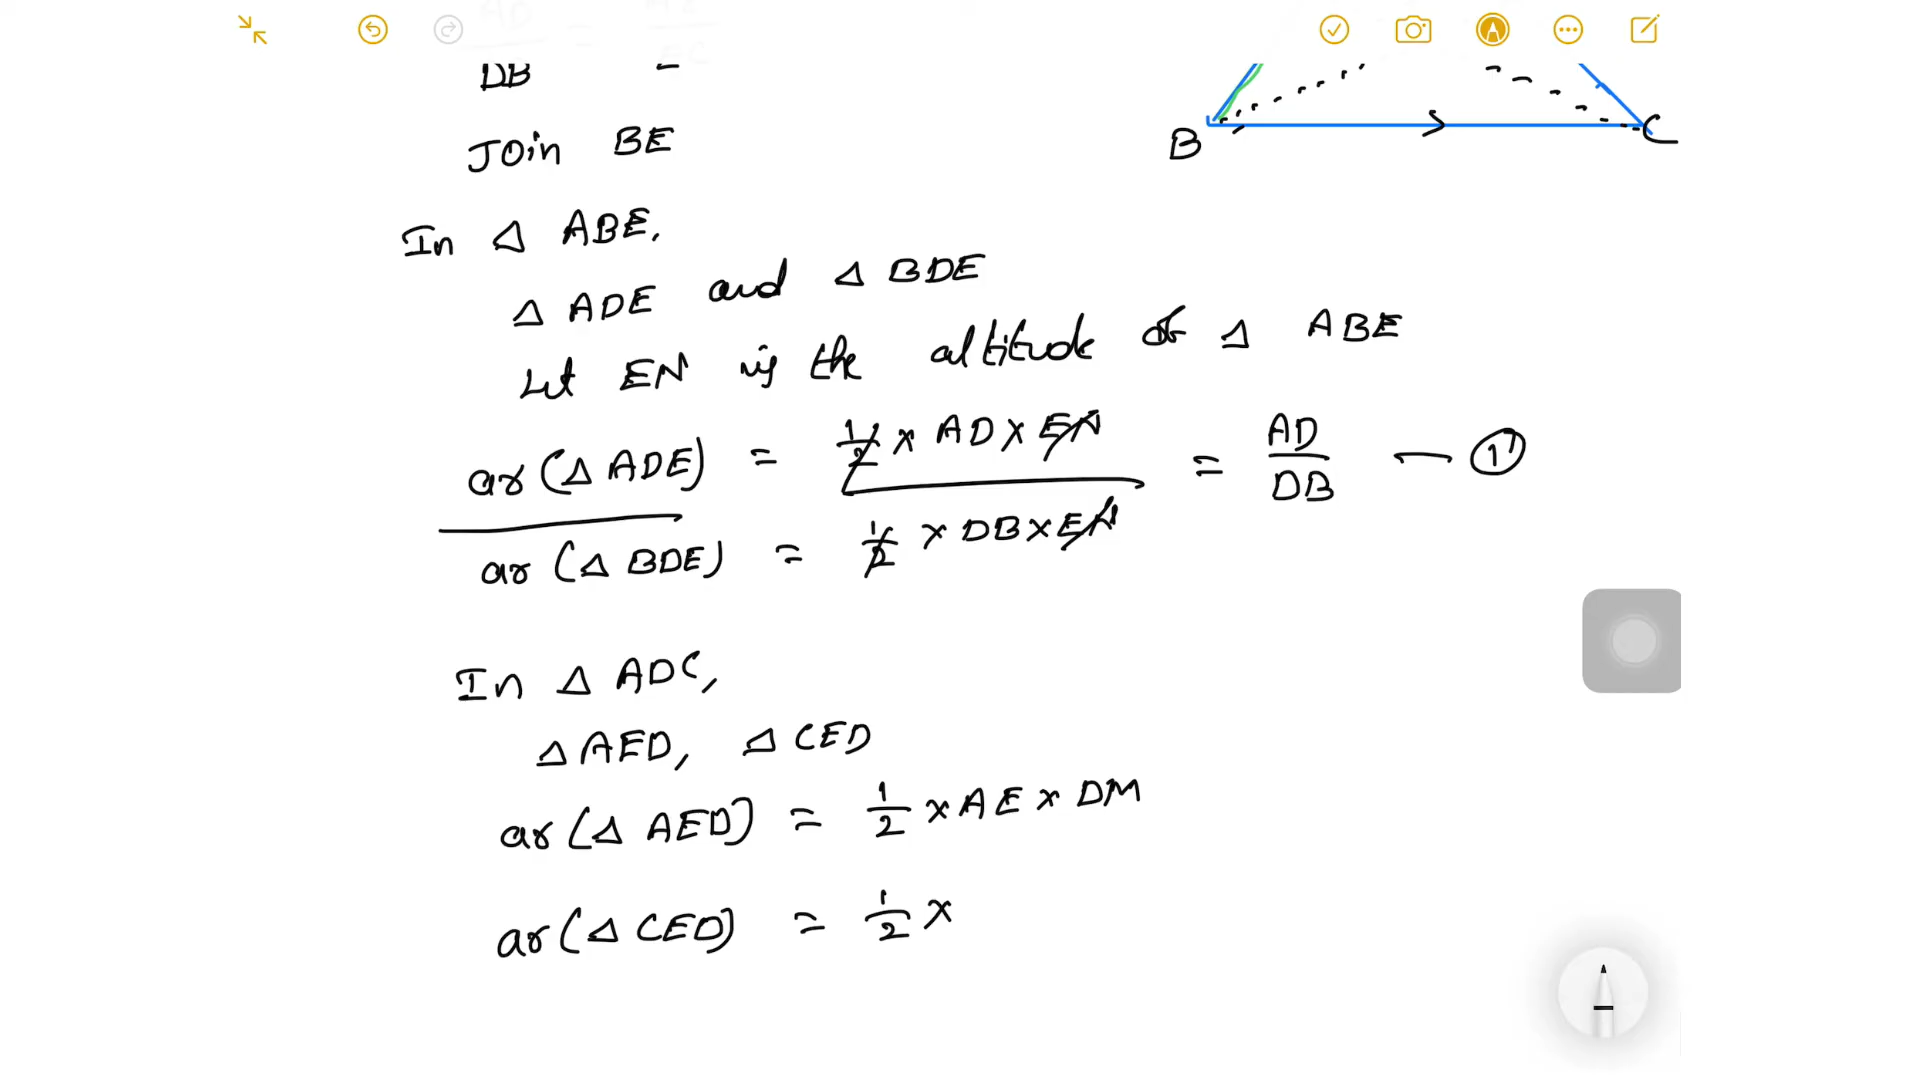 DB
B
C
Join BE
In △ ABE,
△ ADE and △ BDE
Let EN is the altitude of △ ABE
ar (△ ADE) = 1/2 × AD × EN = AD/DB — ①
ar (△ BDE) = 1/2 × DB × EN
In △ ADC,
△ AED, △ CED
ar (△ AED) = 1/2 × AE × DM
ar (△ CED) = 1/2 ×